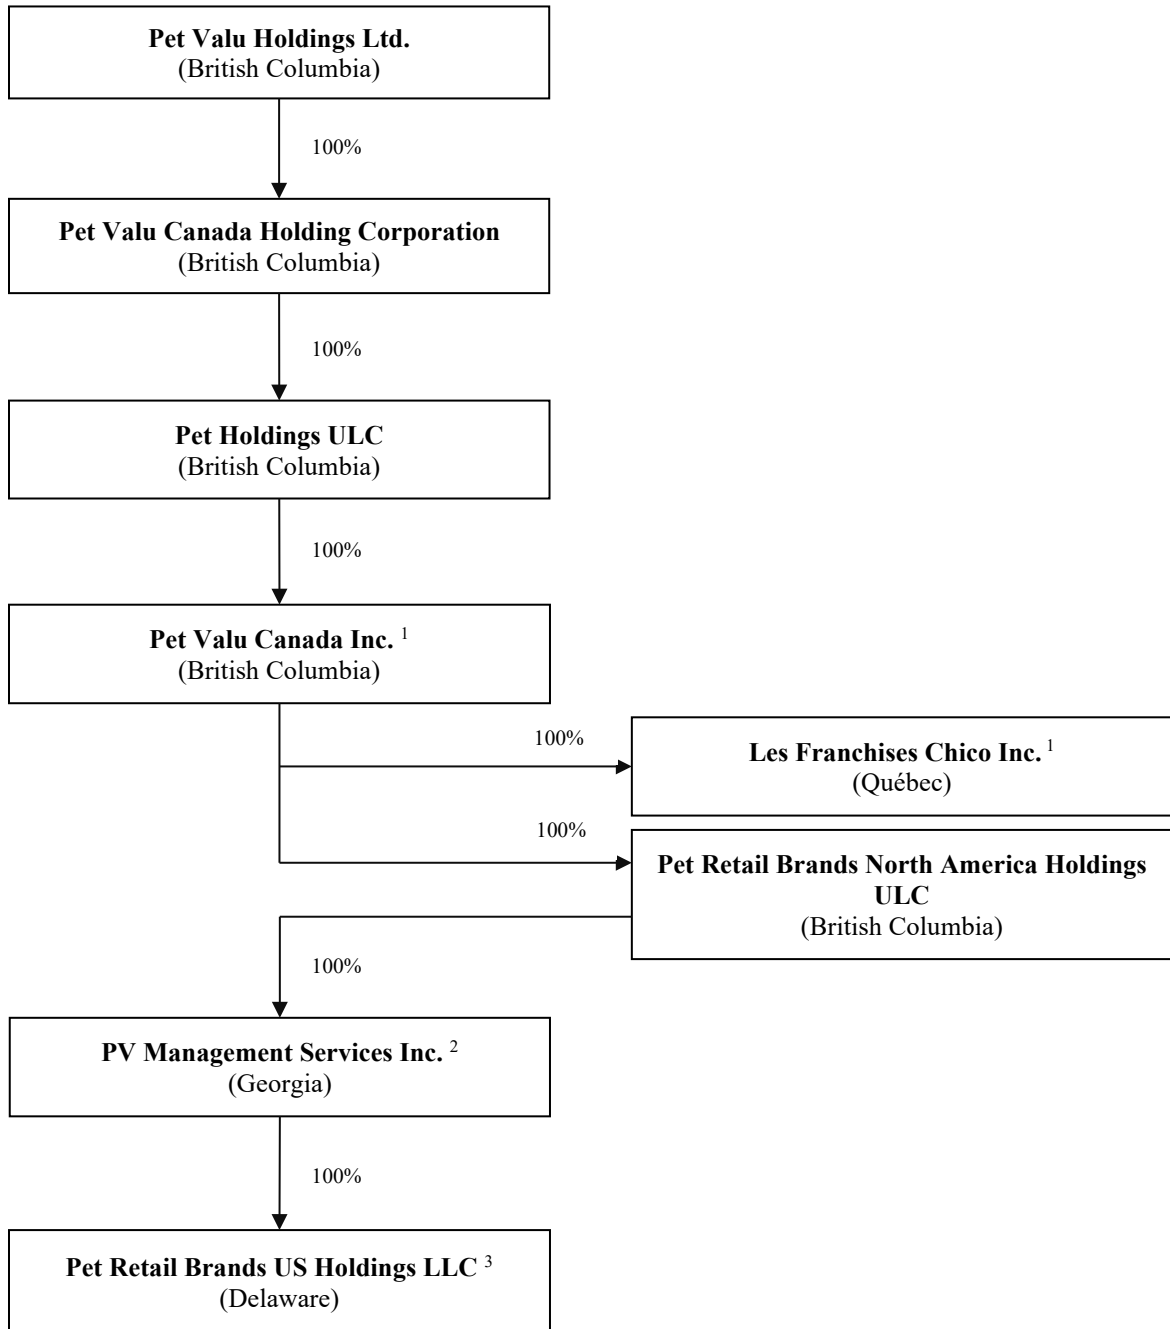 Pet Valu Holdings Ltd.
(British Columbia)
100%
Pet Valu Canada Holding Corporation
(British Columbia)
100%
Pet Holdings ULC
(British Columbia)
100%
Pet Valu Canada Inc. 1
(British Columbia)
100%
Les Franchises Chico Inc. 1
(Québec)
100%
Pet Retail Brands North America Holdings
ULC
(British Columbia)
100%
PV Management Services Inc. 2
(Georgia)
100%
Pet Retail Brands US Holdings LLC 3
(Delaware)